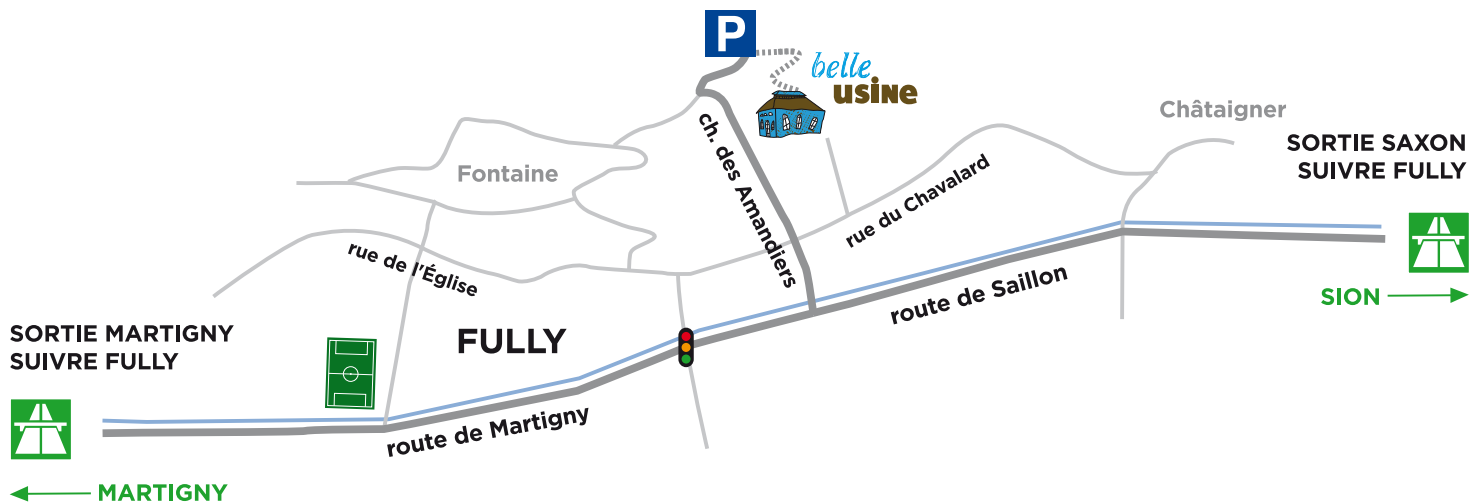 P
belle
usine
Châtaigner
SORTIE SAXON
SUIVRE FULLY
ch. des Amandiers
Fontaine
rue du Chavalard
rue de l'Église
route de Saillon
SION
SORTIE MARTIGNY
SUIVRE FULLY
FULLY
route de Martigny
MARTIGNY